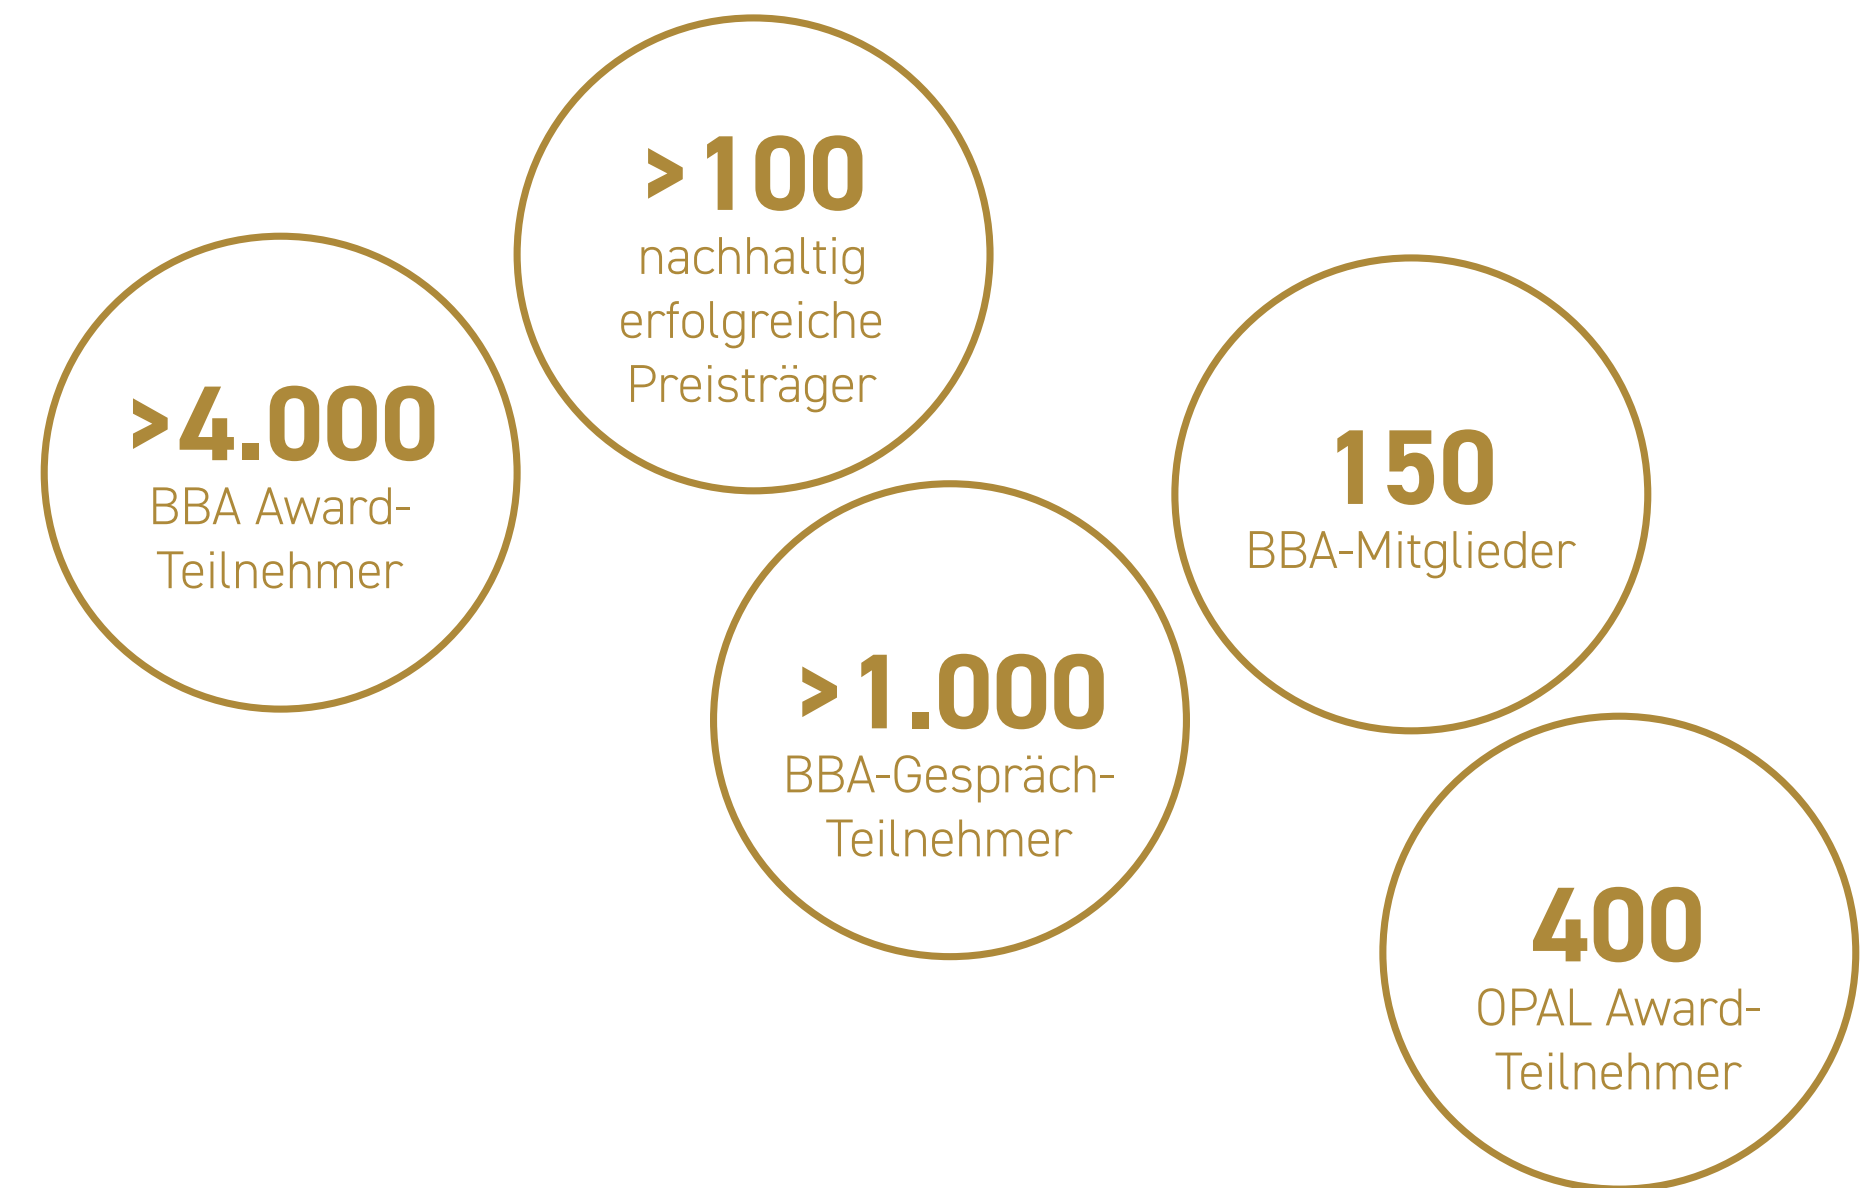 >100
nachhaltig
erfolgreiche
Preisträger
>4.000
BBA Award-
Teilnehmer
150
BBA-Mitglieder
>1.000
BBA-Gespräch-
Teilnehmer
400
OPAL Award-
Teilnehmer